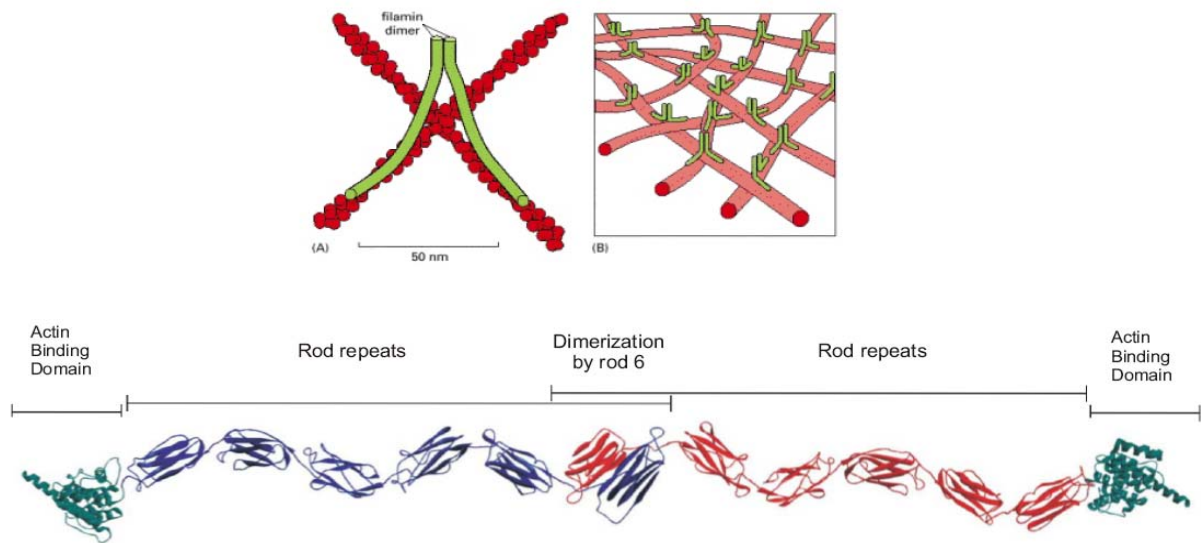 filamin
dimer
(A)
50 nm
(B)
Actin
Binding
Domain
Rod repeats
Dimerization
by rod 6
Rod repeats
Actin
Binding
Domain